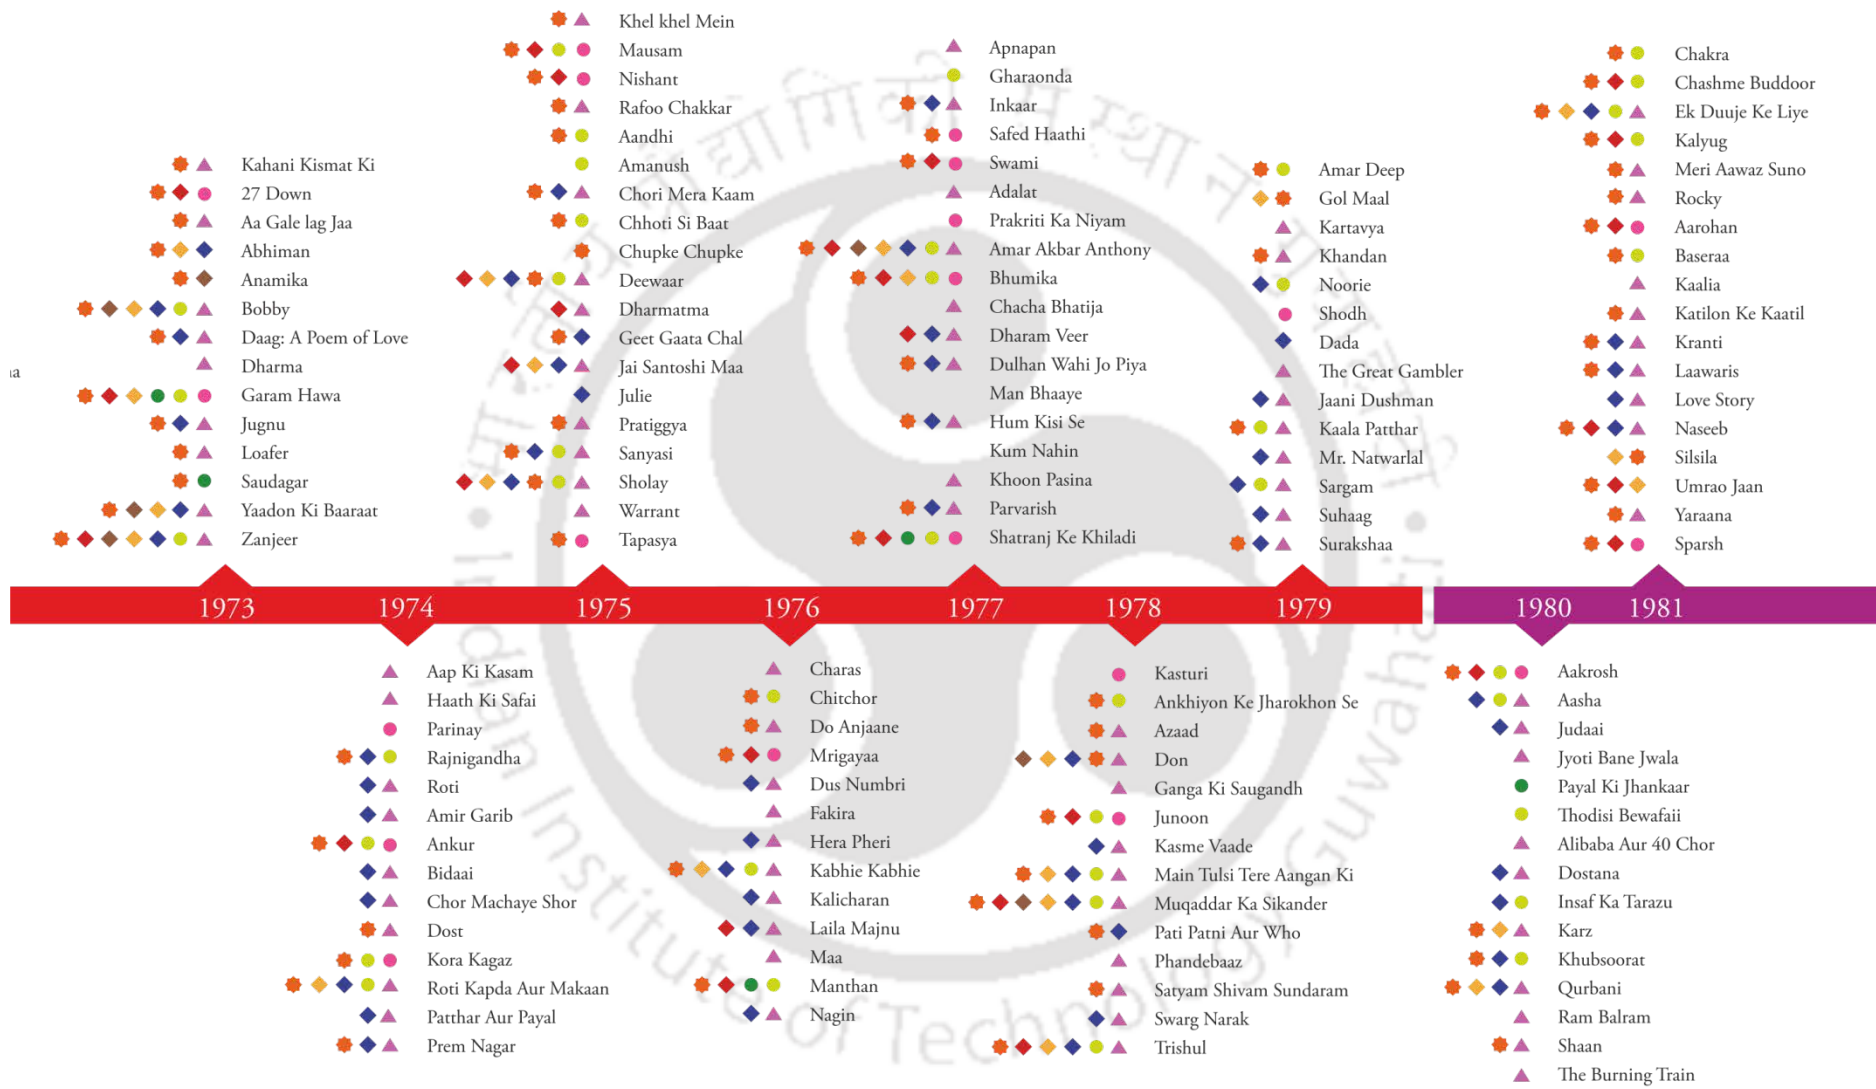 Kahani Kismat Ki
27 Down
Aa Gale lag Jaa
Abhiman
Anamika
Bobby
Daag: A Poem of Love
Dharma
Garam Hawa
Jugnu
Loafer
Saudagar
Yaadon Ki Baaraat
Zanjeer
Khel khel Mein
Mausam
Nishant
Rafoo Chakkar
Aandhi
Amanush
Chori Mera Kaam
Chhoti Si Baat
Chupke Chupke
Deewaar
Dharmatma
Geet Gaata Chal
Jai Santoshi Maa
Julie
Pratiggya
Sanyasi
Sholay
Warrant
Tapasya
Apnapan
Gharaonda
Inkaar
Safed Haathi
Swami
Adalat
Prakriti Ka Niyam
Amar Akbar Anthony
Bhumika
Chacha Bhatija
Dharam Veer
Dulhan Wahi Jo Piya
Man Bhaaye
Hum Kisi Se
Kum Nahin
Khoon Pasina
Parvarish
Shatranj Ke Khiladi
Amar Deep
Gol Maal
Kartavya
Khandan
Noorie
Shodh
Dada
The Great Gambler
Jaani Dushman
Kaala Patthar
Mr. Natwarlal
Sargam
Suhaag
Surakshaa
Chakra
Chashme Buddoor
Ek Duuje Ke Liye
Kalyug
Meri Aawaz Suno
Rocky
Aarohan
Baseraa
Kaalia
Katilon Ke Kaatil
Kranti
Laawaris
Love Story
Naseeb
Silsila
Umrao Jaan
Yaraana
Sparsh
1973 1974 1975 1976 1977 1978 1979 1980 1981
Aap Ki Kasam
Haath Ki Safai
Parinay
Rajnigandha
Roti
Amir Garib
Ankur
Bidaai
Chor Machaye Shor
Dost
Kora Kagaz
Roti Kapda Aur Makaan
Patthar Aur Payal
Prem Nagar
Charas
Chitchor
Do Anjaane
Mrigayaa
Dus Numbri
Fakira
Hera Pheri
Kabhie Kabhie
Kalicharan
Laila Majnu
Maa
Manthan
Nagin
Kasturi
Ankhiyon Ke Jharokhon Se
Azaad
Don
Ganga Ki Saugandh
Junoon
Kasme Vaade
Main Tulsi Tere Aangan Ki
Muqaddar Ka Sikander
Pati Patni Aur Who
Phandebaaz
Satyam Shivam Sundaram
Swarg Narak
Trishul
Aakrosh
Aasha
Judaai
Jyoti Bane Jwala
Payal Ki Jhankaar
Thodisi Bewafaii
Alibaba Aur 40 Chor
Dostana
Insaf Ka Tarazu
Karz
Khubsoorat
Qurbani
Ram Balram
Shaan
The Burning Train
Indian Institute of Technology Guwahati